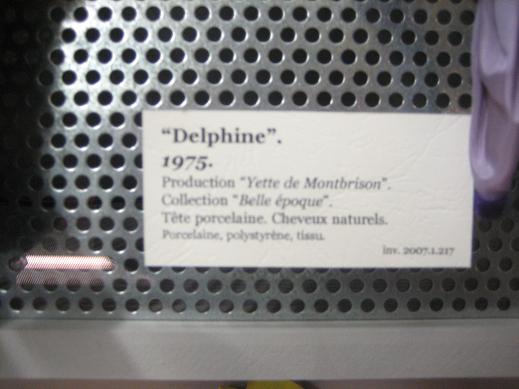 “Delphine”.
1975.
Production “Yette de Montbrison”.
Collection “Belle époque”.
Tête porcelaine. Cheveux naturels.
Porcelaine, polystyrène, tissu.
inv. 2007.1.217